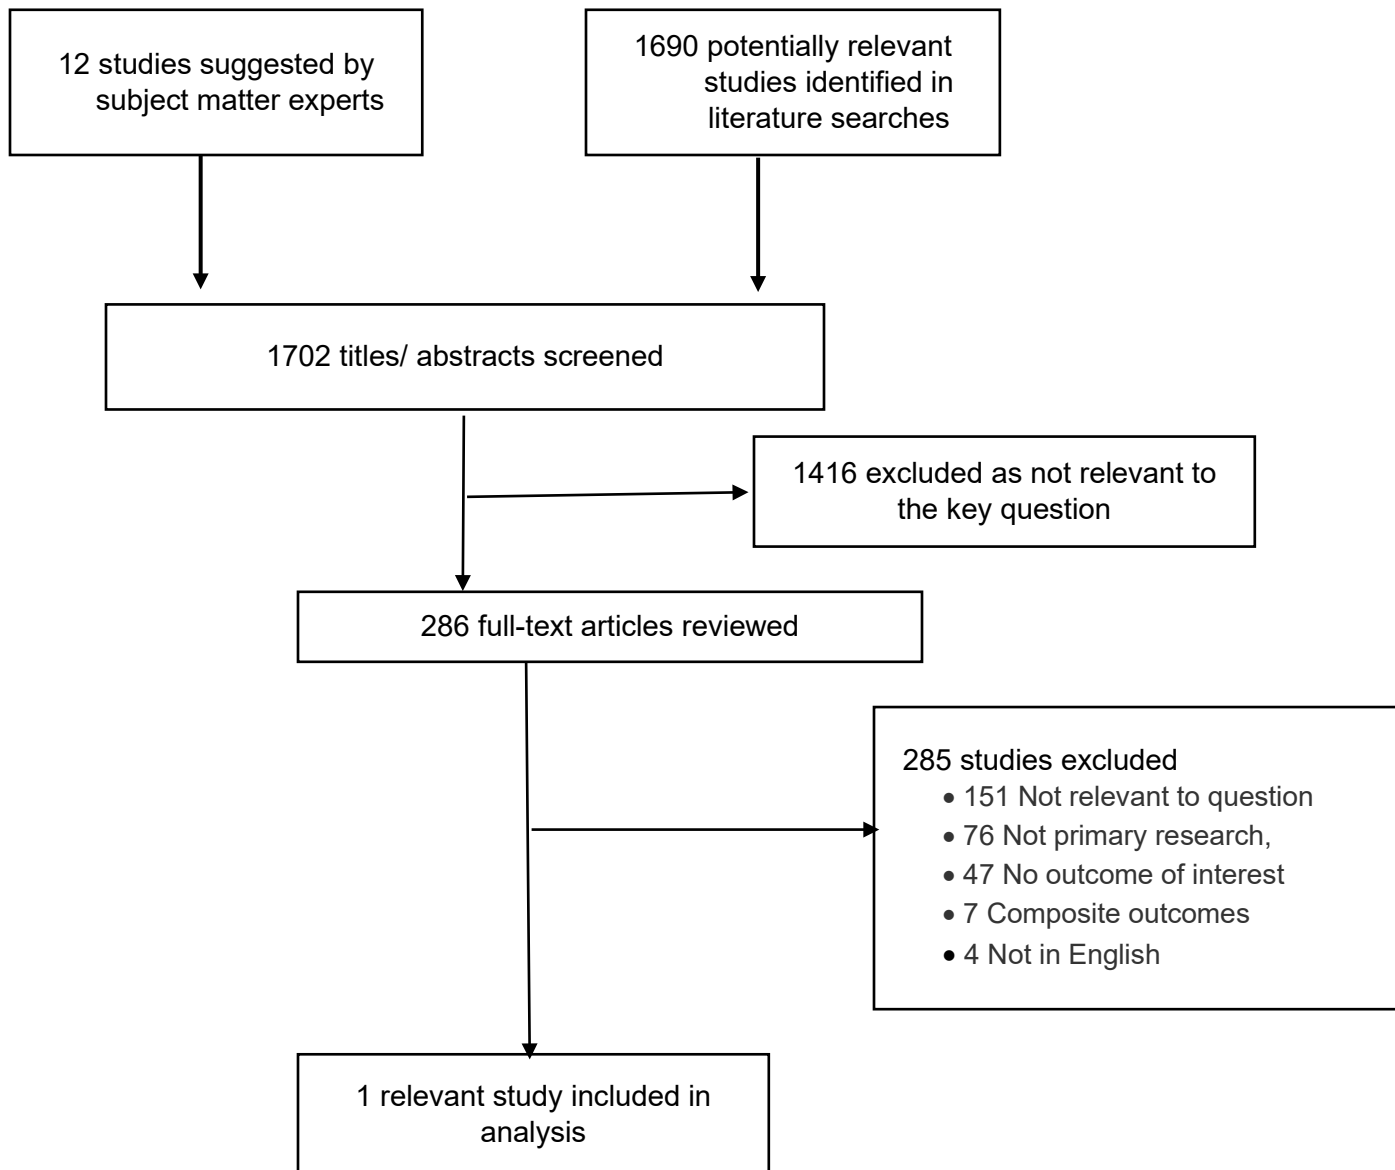 12 studies suggested by
subject matter experts
1690 potentially relevant
studies identified in
literature searches
1702 titles/ abstracts screened
1416 excluded as not relevant to
the key question
286 full-text articles reviewed
285 studies excluded
• 151 Not relevant to question
• 76 Not primary research,
• 47 No outcome of interest
• 7 Composite outcomes
• 4 Not in English
1 relevant study included in
analysis